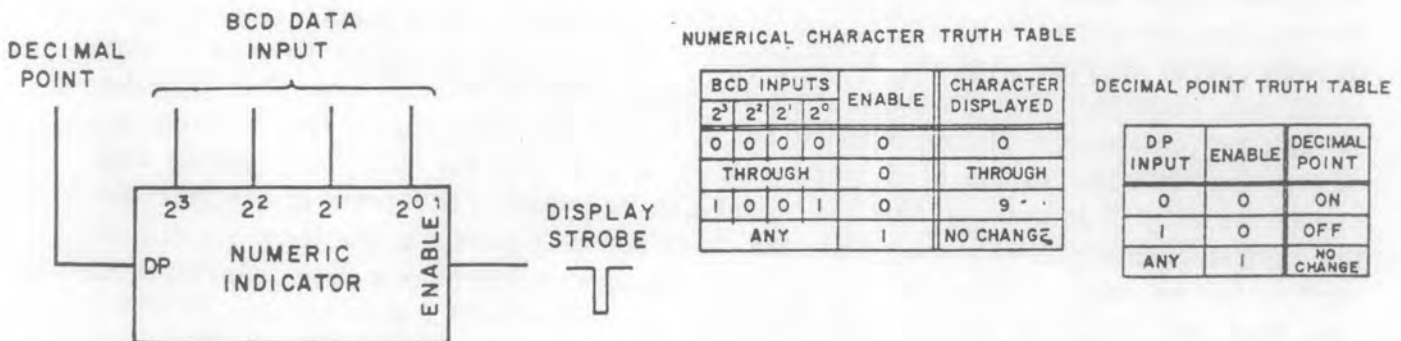 BCD DATA
INPUT
DECIMAL
POINT
2³ 2² 2¹ 2⁰
DP
NUMERIC
INDICATOR
ENABLE
DISPLAY
STROBE
NUMERICAL CHARACTER TRUTH TABLE
BCD INPUTS ENABLE CHARACTER DISPLAYED
2³ 2² 2¹ 2⁰
0 0 0 0 0 0
THROUGH 0 THROUGH
1 0 0 1 0 9
ANY 1 NO CHANGE
DECIMAL POINT TRUTH TABLE
DP INPUT ENABLE DECIMAL POINT
0 0 ON
1 0 OFF
ANY 1 NO CHANGE